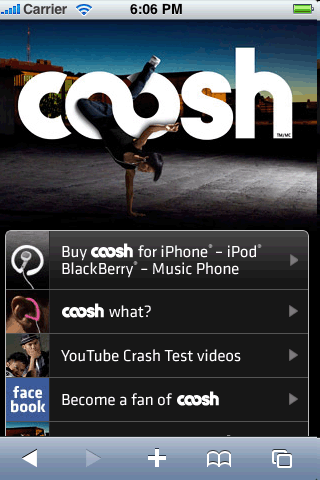 Carrier 6:06 PM
coosh
TM/MC
Buy coosh for iPhone® – iPod®
BlackBerry® – Music Phone
coosh what?
YouTube Crash Test videos
face
book
Become a fan of coosh